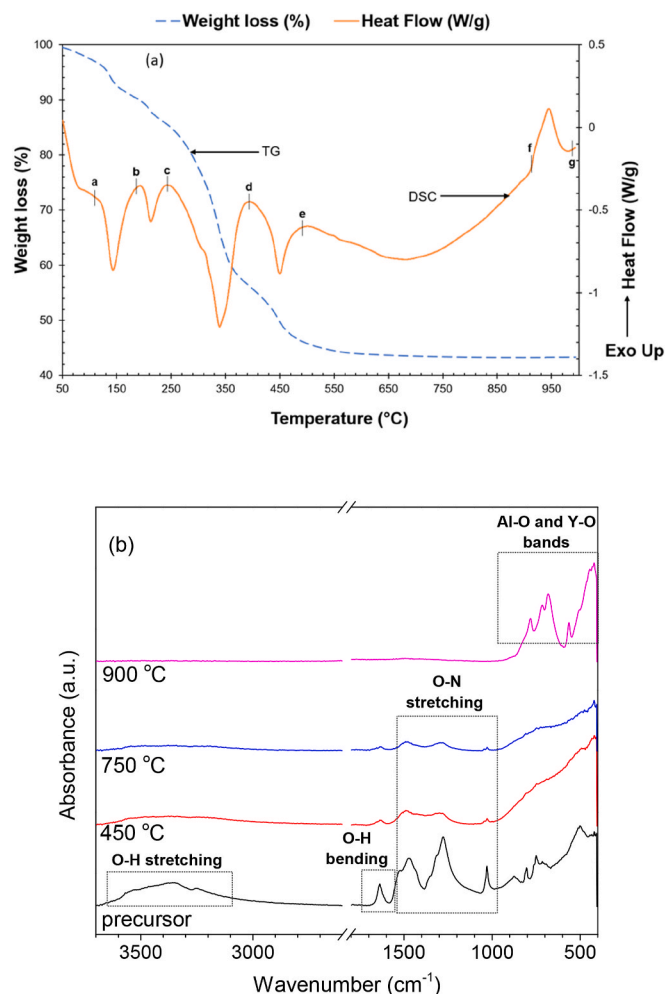 Weight loss (%) Heat Flow (W/g)
(a)
100
90
80
70
60
50
40
Weight loss (%)
0.5
0
-0.5
-1
-1.5
Heat Flow (W/g)
Exo Up
TG
DSC
a
b
c
d
e
f
g
50 150 250 350 450 550 650 750 850 950
Temperature (°C)
(b)
Al-O and Y-O
bands
900 °C
O-N
stretching
750 °C
450 °C
O-H
bending
O-H stretching
precursor
Absorbance (a.u.)
3500 3000 1500 1000 500
Wavenumber (cm⁻¹)